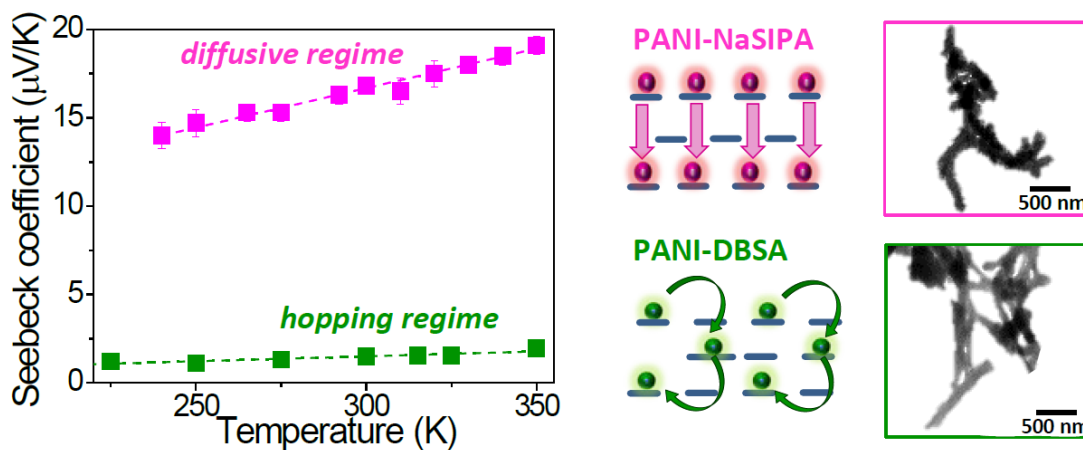 Seebeck coefficient (μV/K)
20
15
10
5
0
diffusive regime
hopping regime
250
300
350
Temperature (K)
PANI-NaSIPA
500 nm
PANI-DBSA
500 nm